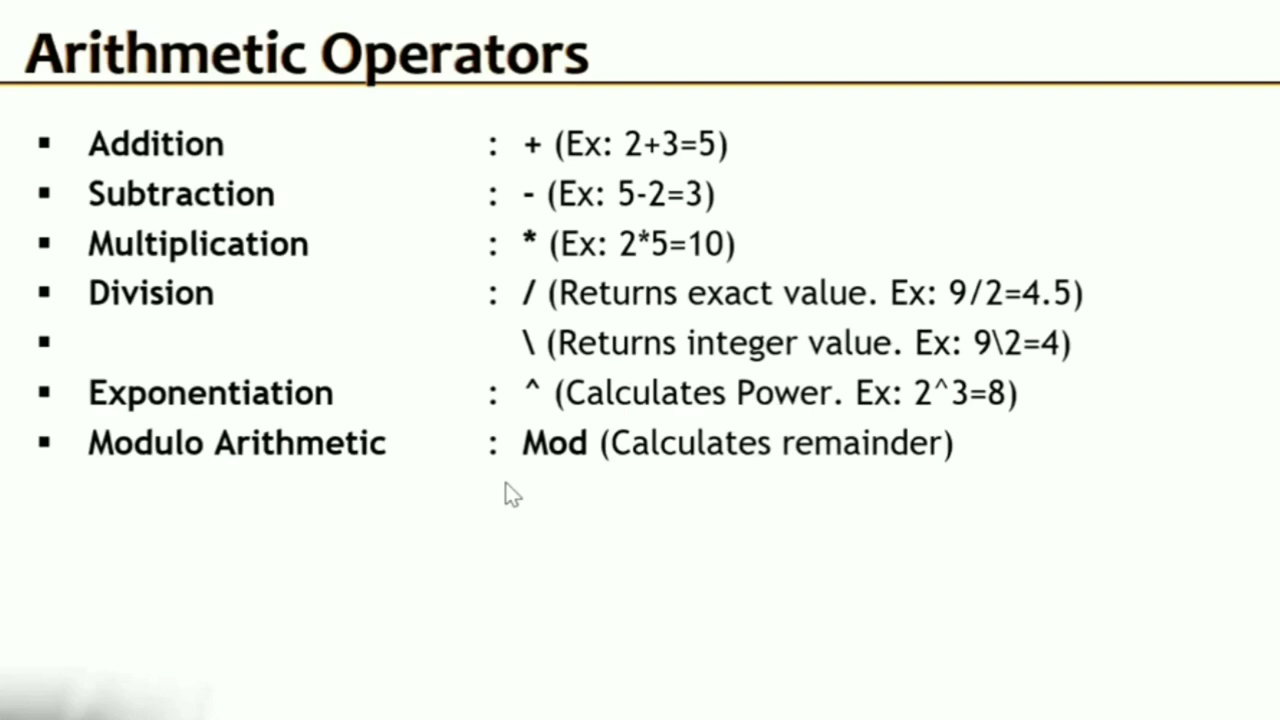 Arithmetic Operators
▪ Addition : + (Ex: 2+3=5)
▪ Subtraction : - (Ex: 5-2=3)
▪ Multiplication : * (Ex: 2*5=10)
▪ Division : / (Returns exact value. Ex: 9/2=4.5)
▪ \ (Returns integer value. Ex: 9\2=4)
▪ Exponentiation : ^ (Calculates Power. Ex: 2^3=8)
▪ Modulo Arithmetic : Mod (Calculates remainder)